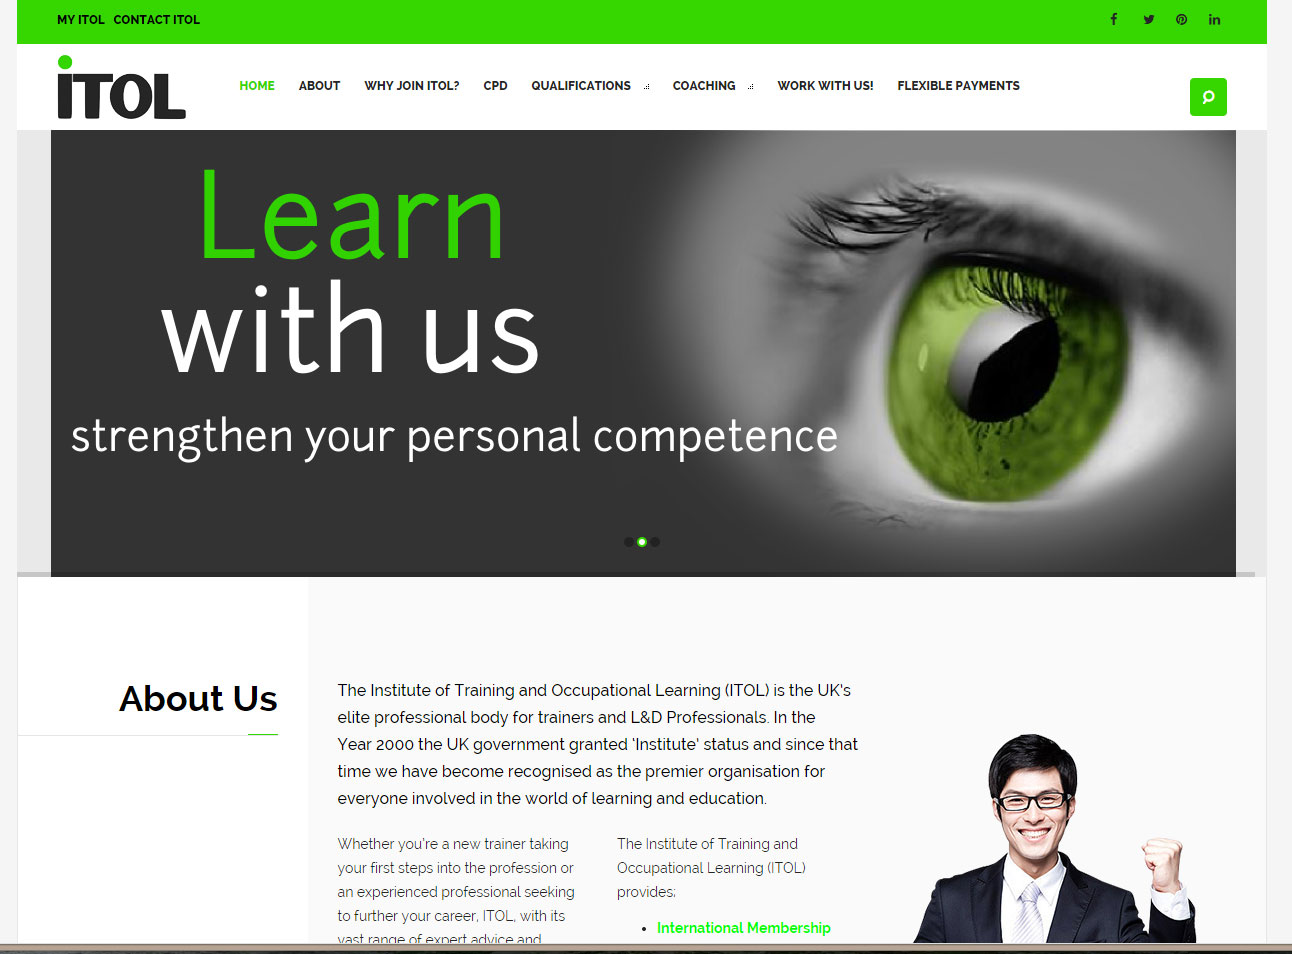 MY ITOL CONTACT ITOL
iTOL
HOME ABOUT WHY JOIN ITOL? CPD QUALIFICATIONS COACHING WORK WITH US! FLEXIBLE PAYMENTS
Learn
with us
strengthen your personal competence
About Us
The Institute of Training and Occupational Learning (ITOL) is the UK's
elite professional body for trainers and L&D Professionals. In the
Year 2000 the UK government granted 'Institute' status and since that
time we have become recognised as the premier organisation for
everyone involved in the world of learning and education.
Whether you're a new trainer taking
your first steps into the profession or
an experienced professional seeking
to further your career, ITOL, with its
vast range of expert advice and
The Institute of Training and
Occupational Learning (ITOL)
provides;
• International Membership